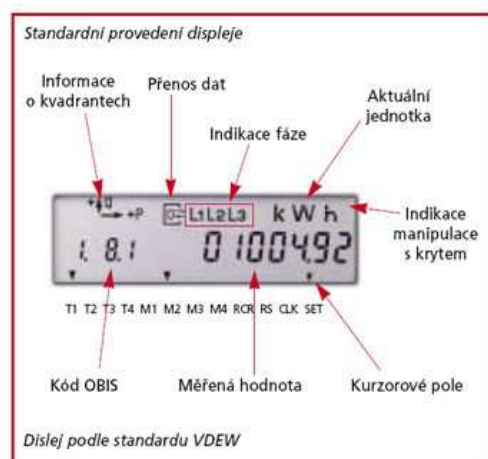 Standardní provedení displeje
Informace
o kvadrantech
Přenos dat
Indikace fáze
Aktuální
jednotka
Indikace
manipulace
s krytem
+Q
+P
L1L2L3
kWh
1. 8.1
01004.92
T1 T2 T3 T4 M1 M2 M3 M4 RCR RS CLK SET
Kód OBIS
Měřená hodnota
Kurzorové pole
Dislej podle standardu VDEW